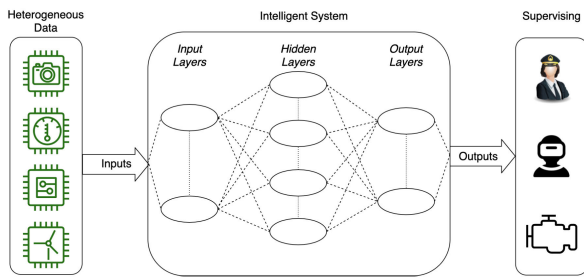 Heterogeneous
Data
Intelligent System
Supervising
Input
Layers
Hidden
Layers
Output
Layers
Inputs
Outputs